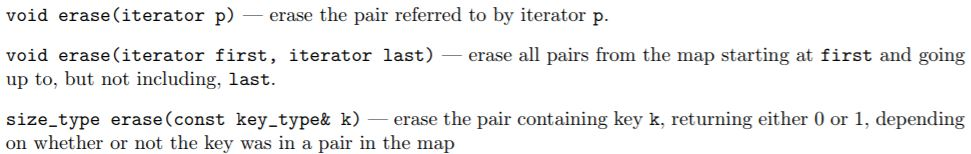 void erase(iterator p) — erase the pair referred to by iterator p.
void erase(iterator first, iterator last) — erase all pairs from the map starting at first and going
up to, but not including, last.
size_type erase(const key_type& k) — erase the pair containing key k, returning either 0 or 1, depending
on whether or not the key was in a pair in the map